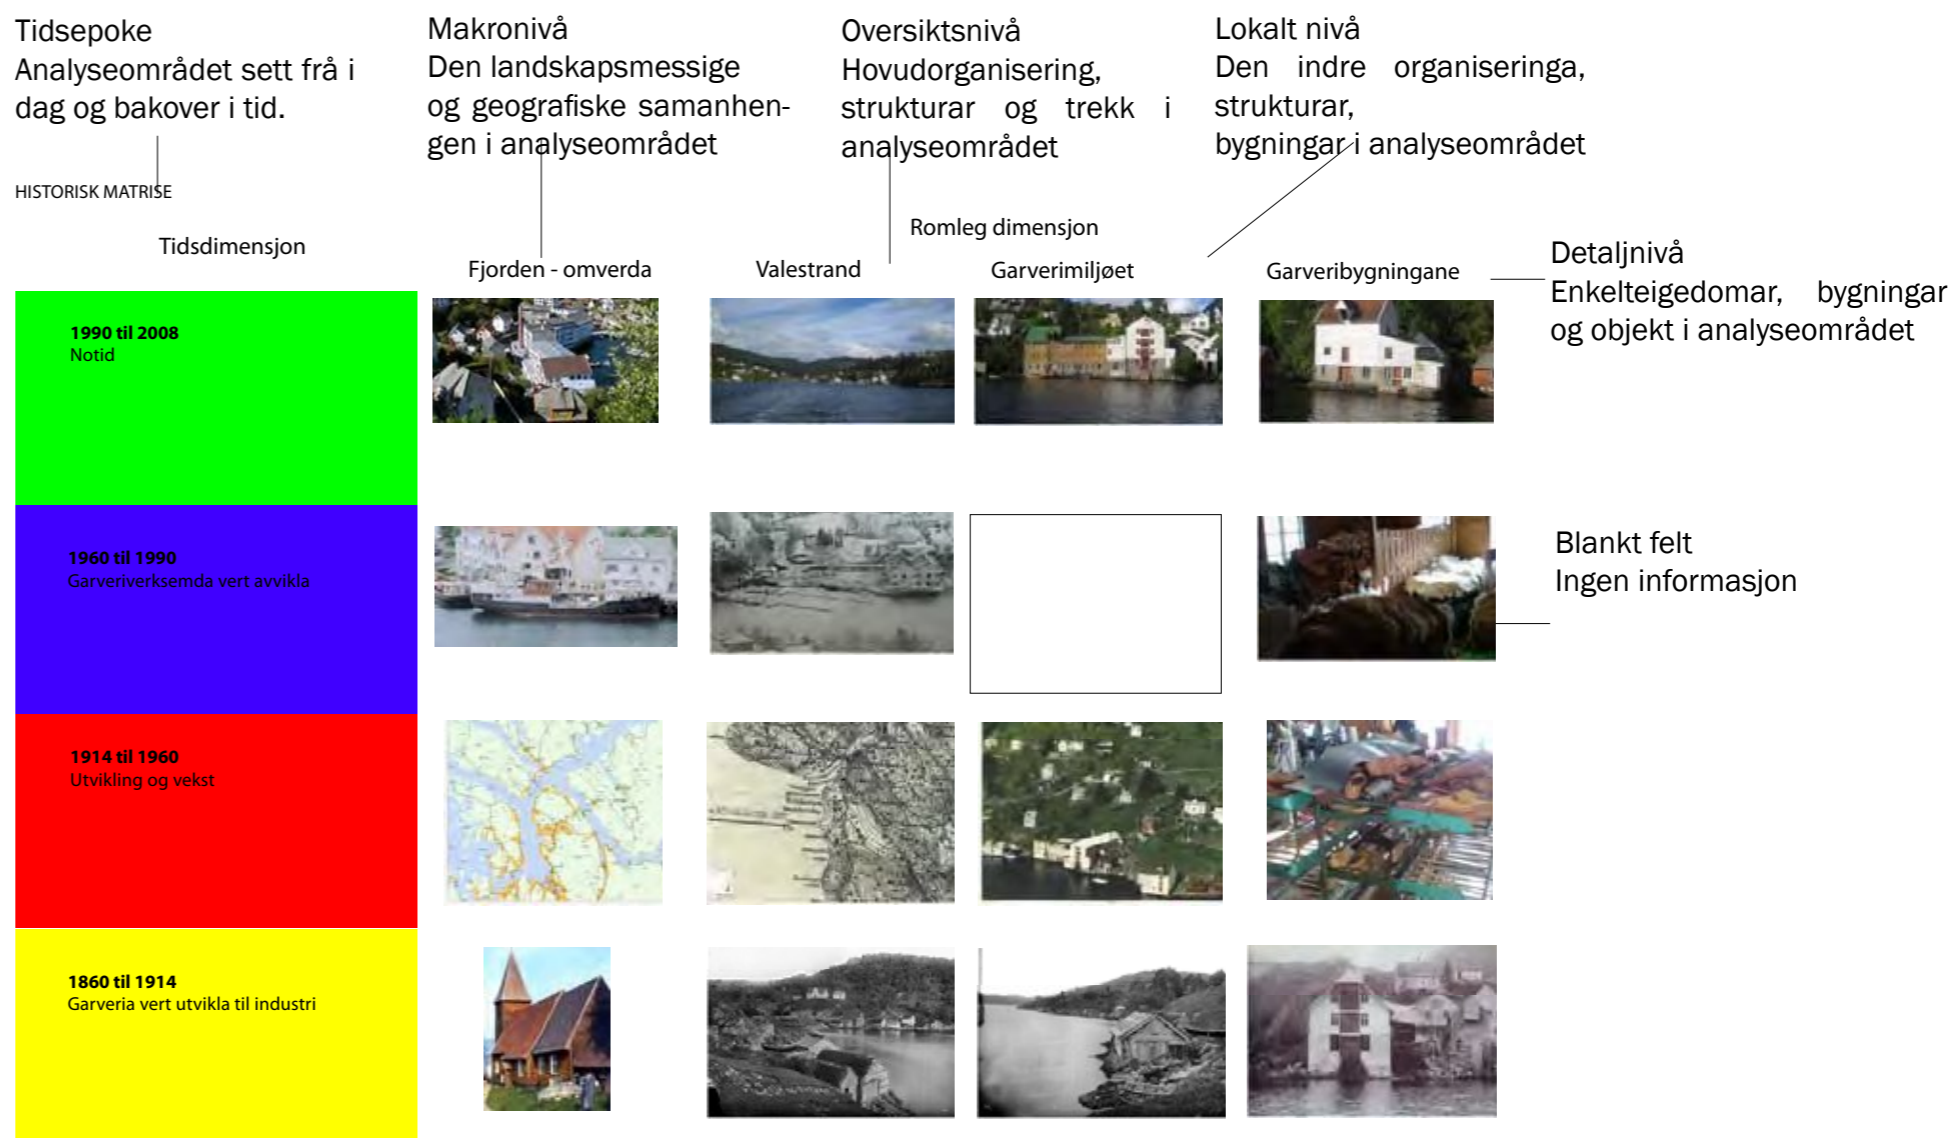 Tidsepoke
Analyseområdet sett frå i
dag og bakover i tid.
Makronivå
Den landskapsmessige
og geografiske samanhen-
gen i analyseområdet
Oversiktsnivå
Hovudorganisering,
strukturar og trekk i
analyseområdet
Lokalt nivå
Den indre organiseringa,
strukturar,
bygningar i analyseområdet
HISTORISK MATRISE
Tidsdimensjon
Romleg dimensjon
Fjorden - omverda
Valestrand
Garverimiljøet
Garveribygningane
Detaljnivå
Enkelteigedomar, bygningar
og objekt i analyseområdet
1990 til 2008
Notid
1960 til 1990
Garveriverksemda vert avvikla
Blankt felt
Ingen informasjon
1914 til 1960
Utvikling og vekst
1860 til 1914
Garveria vert utvikla til industri